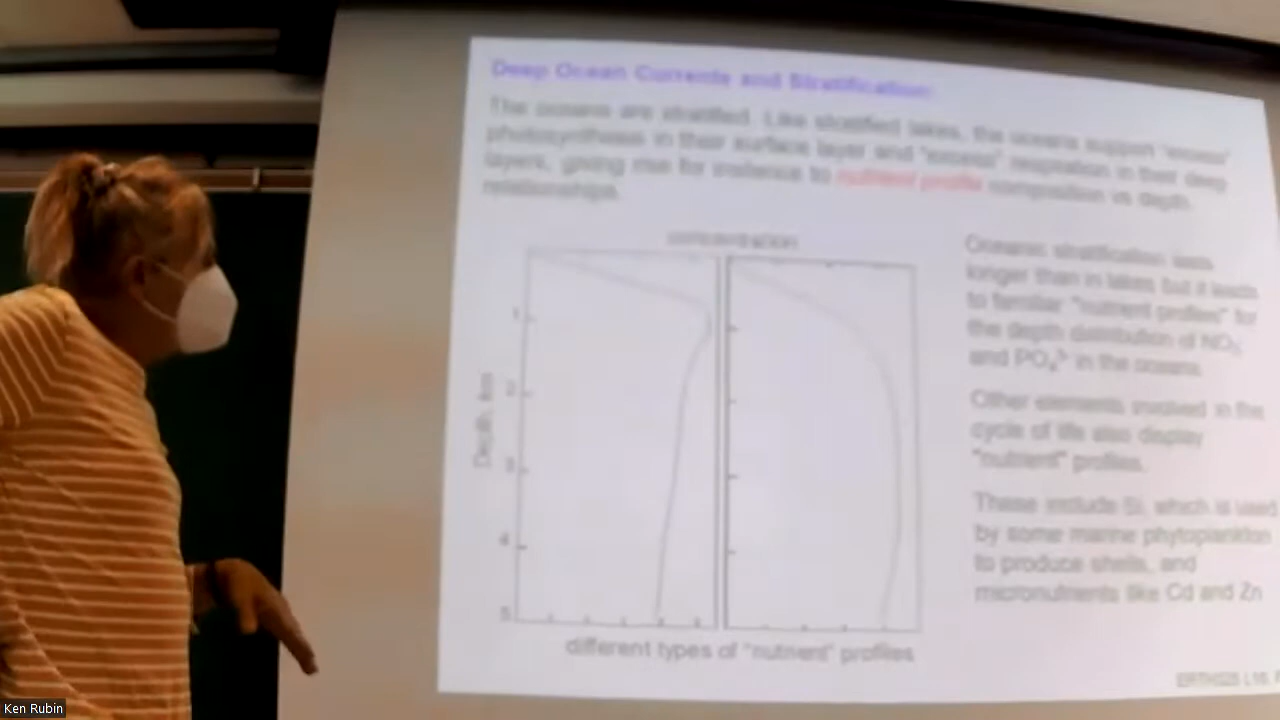 Deep Ocean Currents and Stratification:
The oceans are stratified. Like stratified lakes, the oceans support "excess"
photosynthesis in their surface layer and "excess" respiration in their deep
layers, giving rise for instance to nutrient profile composition vs depth
relationships.
concentration
Depth, km
1
2
3
4
5
different types of "nutrient" profiles
Oceanic stratification lasts
longer than in lakes but it leads
to familiar "nutrient profiles" for
the depth distribution of NO₃⁻
and PO₄³⁻ in the oceans.
Other elements involved in the
cycle of life also display
"nutrient" profiles.
These include Si, which is used
by some marine phytoplankton
to produce shells, and
micronutrients like Cd and Zn
Ken Rubin